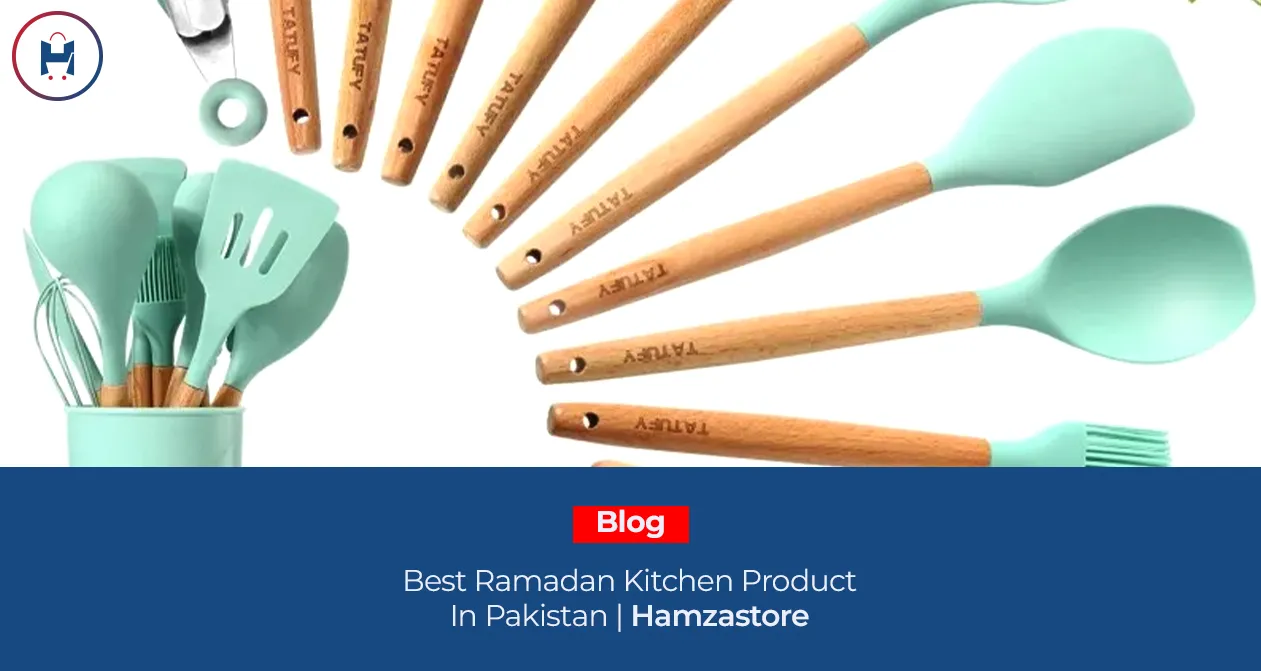 TATUFY
TATUFY
TATUFY
TATUFY
TATUFY
TATUFY
TATUFY
TATUFY
TATUFY
H
Blog
Best Ramadan Kitchen Product
In Pakistan | Hamzastore